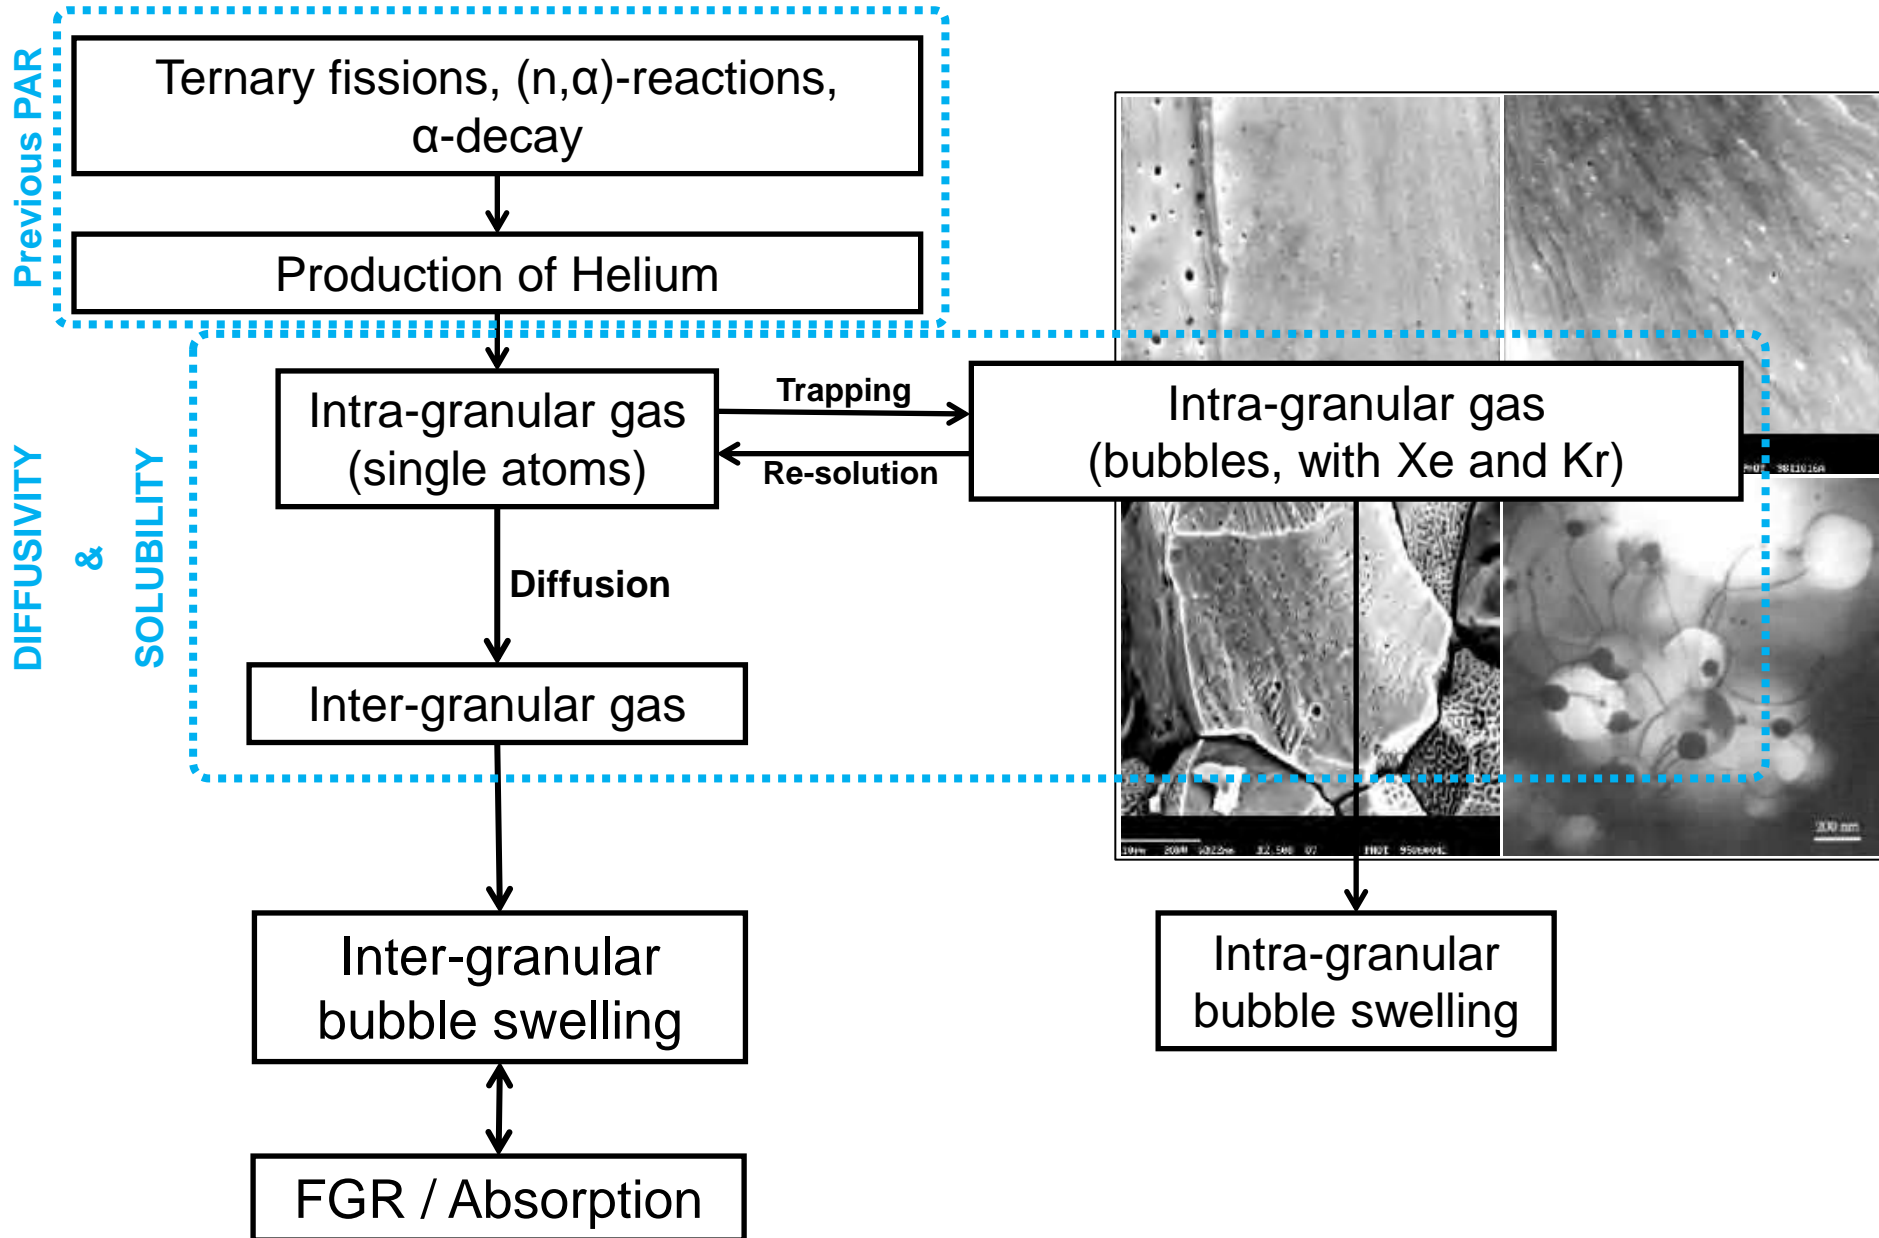 Previous PAR
Ternary fissions, (n,α)-reactions,
α-decay
Production of Helium
DIFFUSIVITY
&
SOLUBILITY
Intra-granular gas
(single atoms)
Trapping
Re-solution
Intra-granular gas
(bubbles, with Xe and Kr)
Diffusion
Inter-granular gas
200 nm
Inter-granular
bubble swelling
Intra-granular
bubble swelling
FGR / Absorption